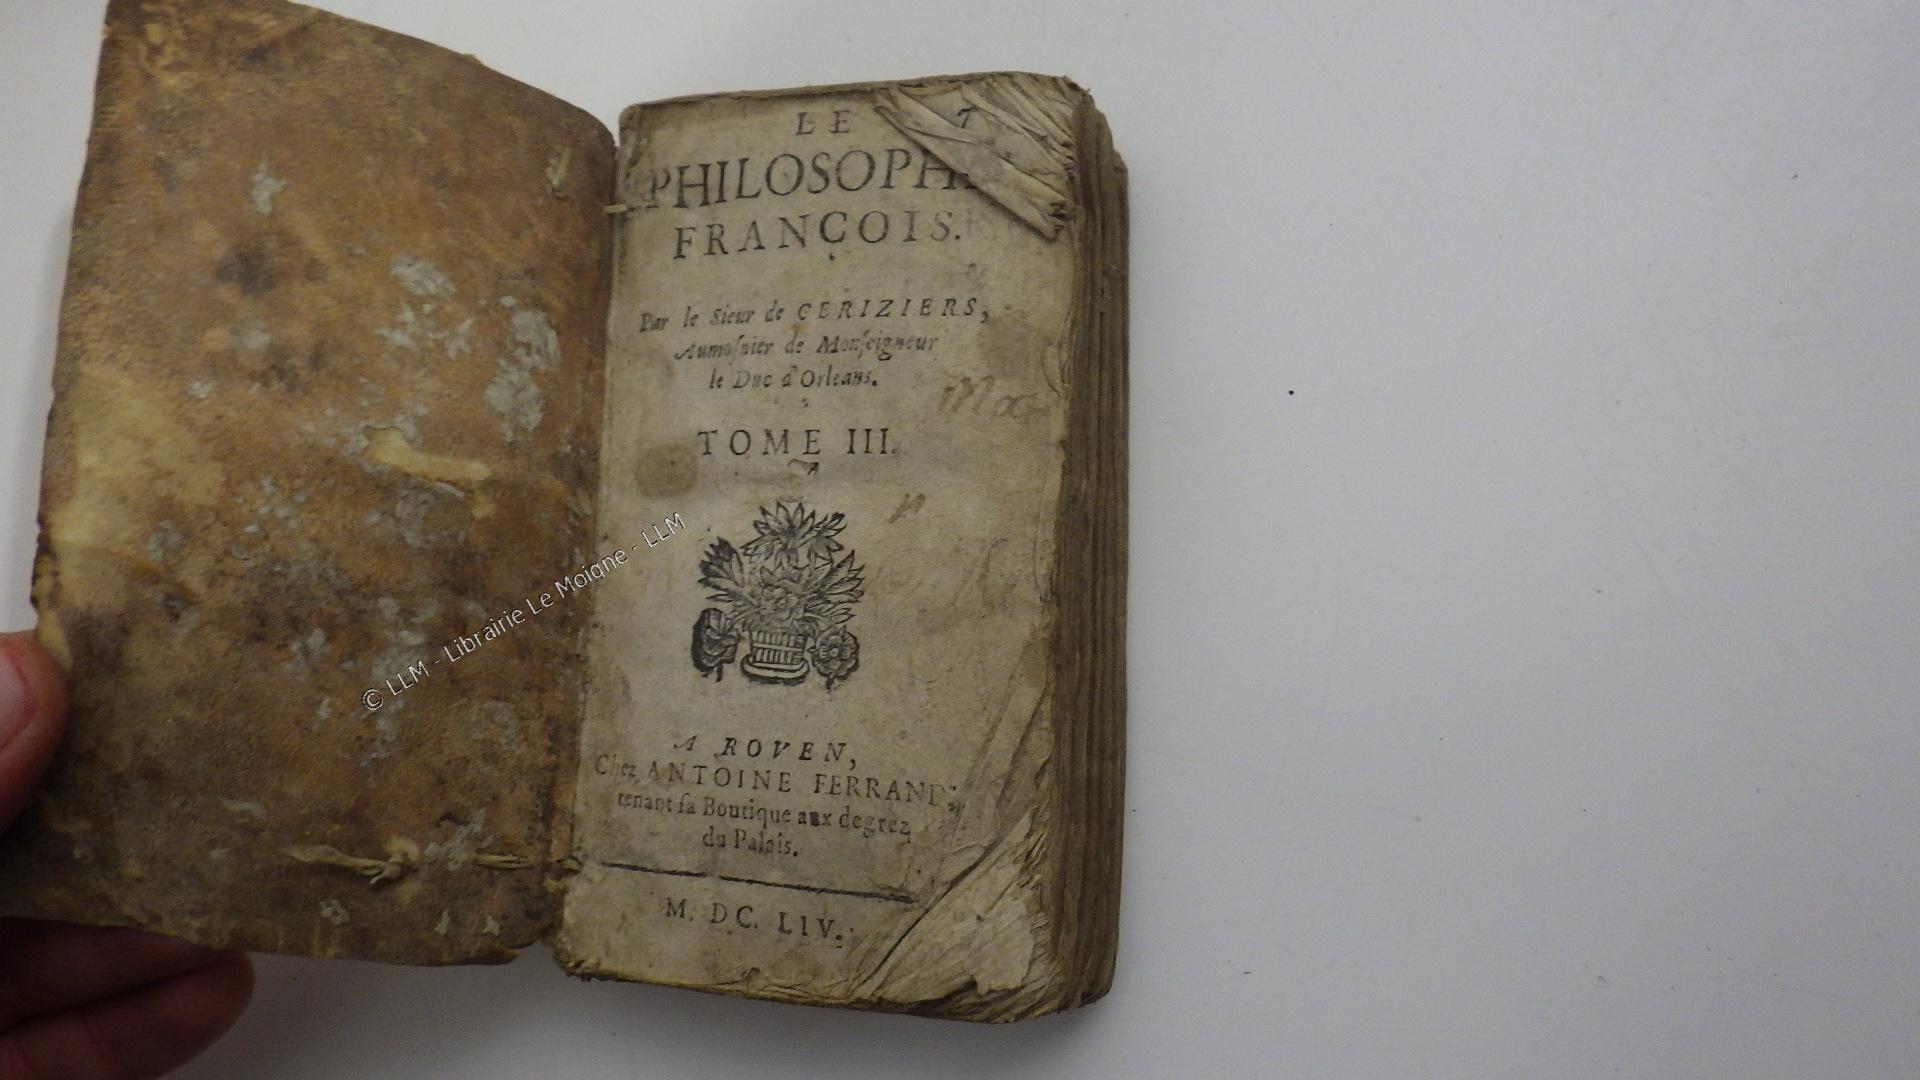 LE
PHILOSOPH
FRANÇOIS.
Par le Sieur de CERIZIERS,
Aumoſnier de Monſeigneur
le Duc d'Orleans.
TOME III.
A ROVEN,
Chez ANTOINE FERRAND,
tenant ſa Boutique aux degrez
du Palais.
M. DC. LIV.
© LLM - Librairie Le Moigne - LLM